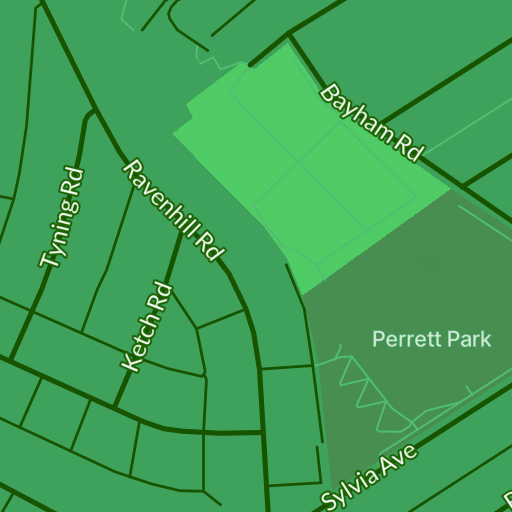 Bayham Rd
Ravenhill Rd
Tyning Rd
Ketch Rd
Perrett Park
Sylvia Ave